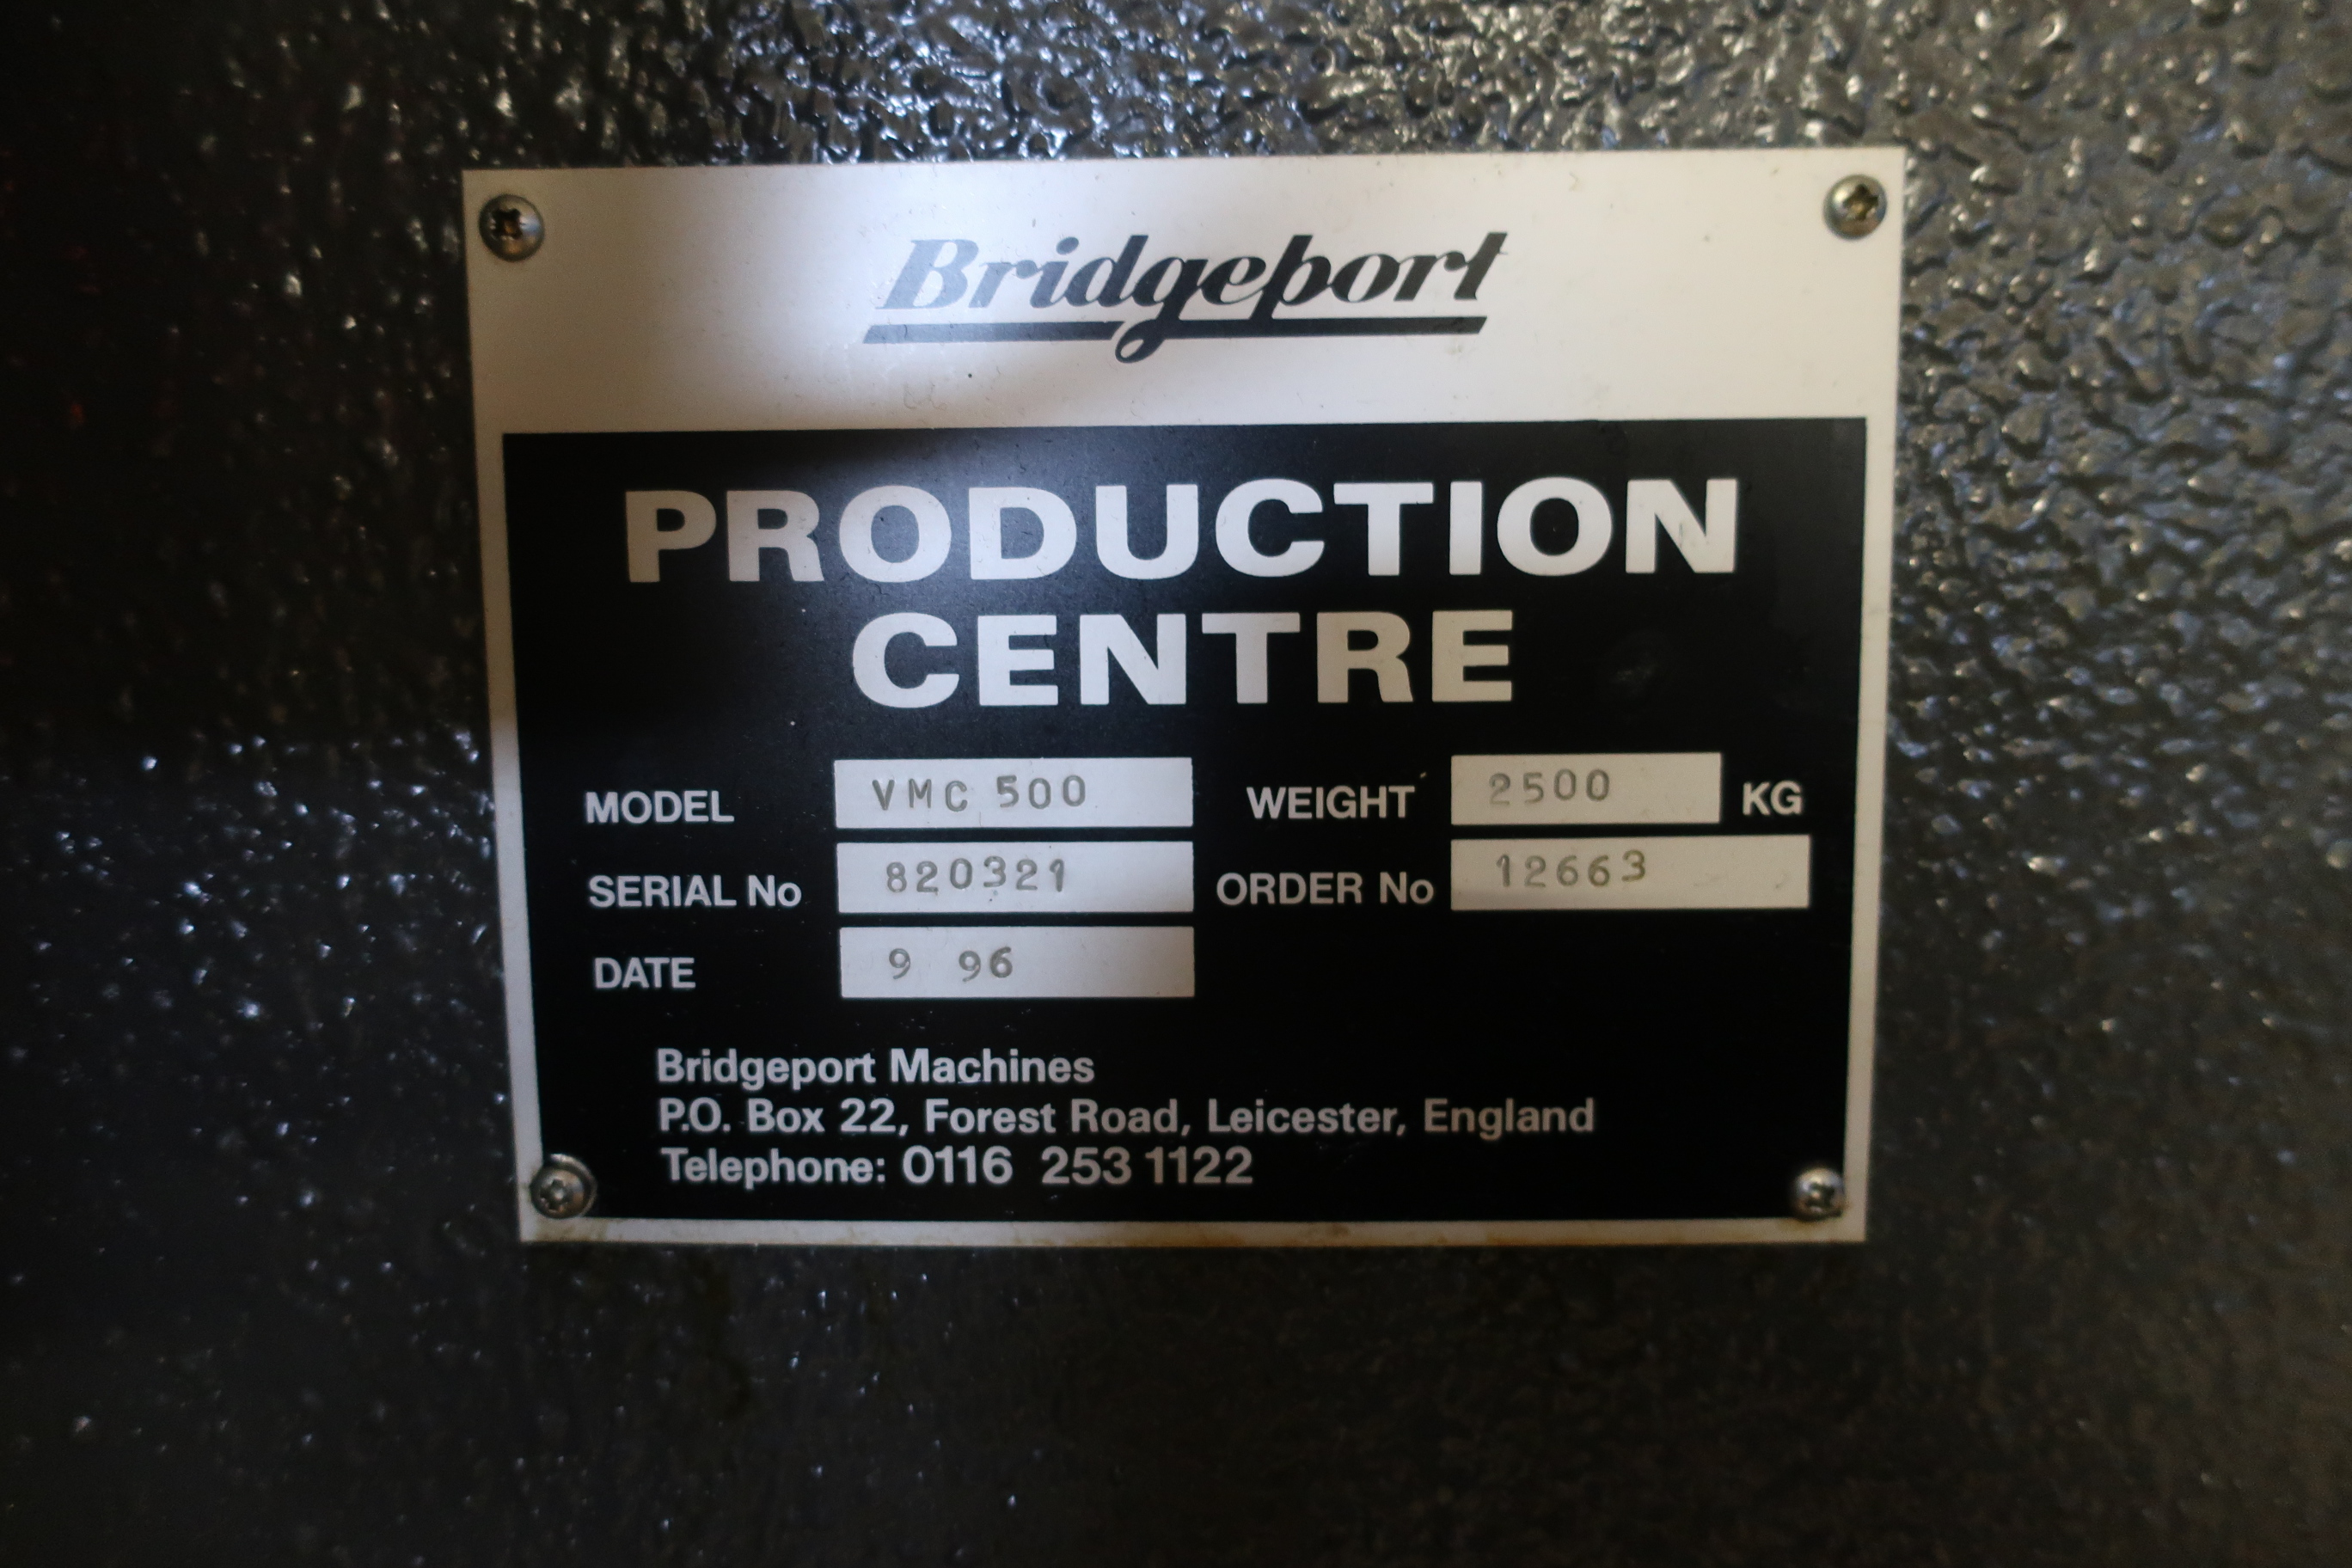 Bridgeport
PRODUCTION
CENTRE
MODEL VMC 500 WEIGHT 2500 KG
SERIAL No 820321 ORDER No 12663
DATE 9 96
Bridgeport Machines
P.O. Box 22, Forest Road, Leicester, England
Telephone: 0116 253 1122